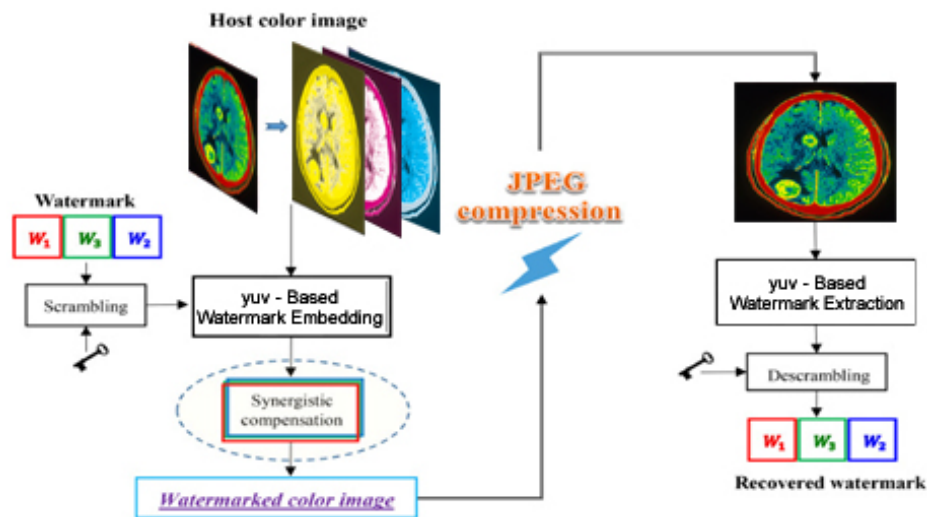 Host color image
Watermark
W1 W3 W2
Scrambling
yuv - Based
Watermark Embedding
Synergistic
compensation
Watermarked color image
JPEG
compression
yuv - Based
Watermark Extraction
Descrambling
W1 W3 W2
Recovered watermark